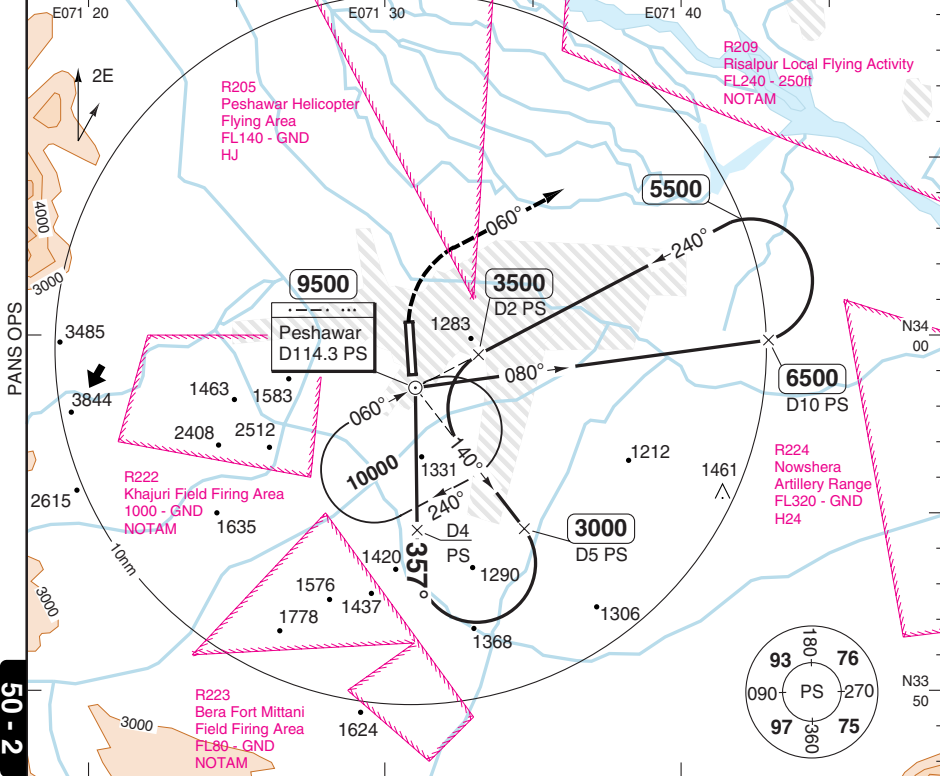 E071 20
E071 30
E071 40
2E
R205
Peshawar Helicopter
Flying Area
FL140 - GND
HJ
R209
Risalpur Local Flying Activity
FL240 - 250ft
NOTAM
4000
3000
PANS OPS
5500
060°
240°
9500
Peshawar
D114.3 PS
3500
D2 PS
1283
3485
3844
N34
00
080°
6500
D10 PS
1463
1583
2408
2512
060°
10000
140°
1331
240°
1212
1461
R222
Khajuri Field Firing Area
1000 - GND
NOTAM
2615
1635
R224
Nowshera
Artillery Range
FL320 - GND
H24
D4
PS
3000
D5 PS
357°
10nm
1420
1290
1576
1437
1778
1306
1368
3000
R223
Bera Fort Mittani
Field Firing Area
FL80 - GND
NOTAM
1624
3000
50 - 2
180
93
76
090
PS
270
97
75
360
N33
50